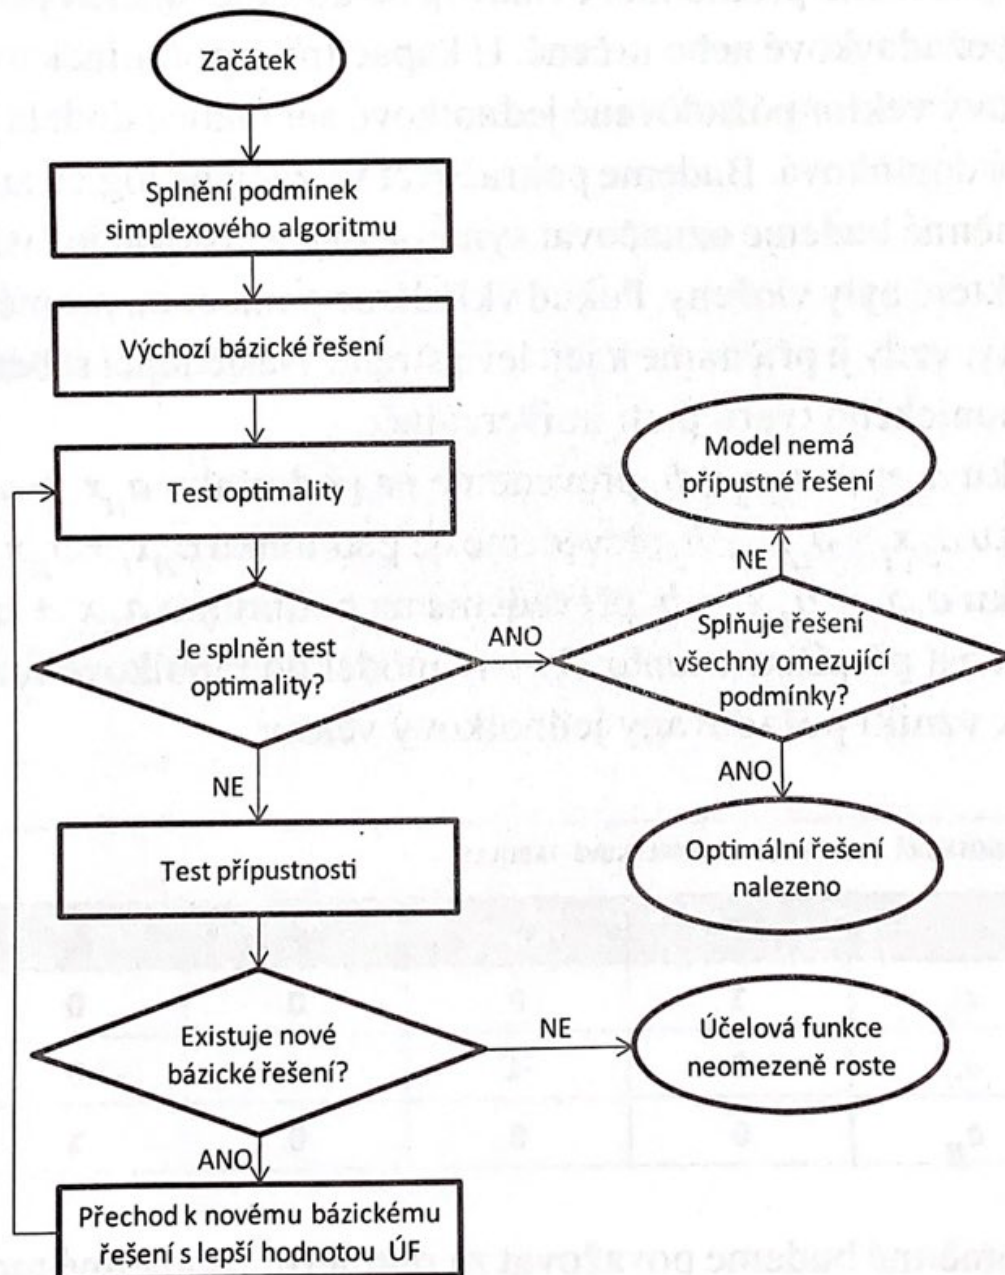 Začátek
Splnění podmínek
simplexového algoritmu
Výchozí bázické řešení
Test optimality
Je splněn test
optimality?
ANO
Splňuje řešení
všechny omezující
podmínky?
NE
Model nemá
přípustné řešení
ANO
Optimální řešení
nalezeno
NE
Test přípustnosti
Existuje nové
bázické řešení?
NE
Účelová funkce
neomezeně roste
ANO
Přechod k novému bázickému
řešení s lepší hodnotou ÚF